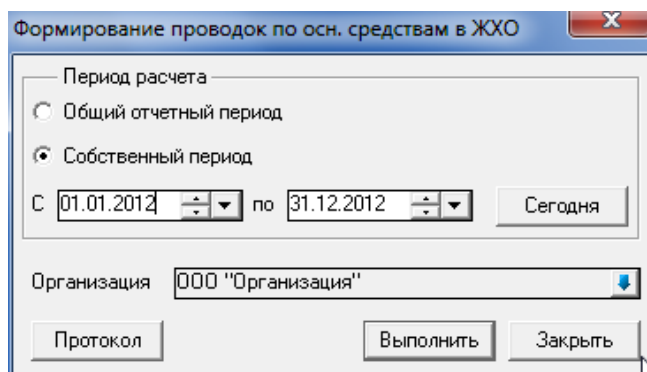 Формирование проводок по осн. средствам в ЖХО
Период расчета
Общий отчетный период
Собственный период
С 01.01.2012 по 31.12.2012 Сегодня
Организация ООО "Организация"
Протокол Выполнить Закрыть